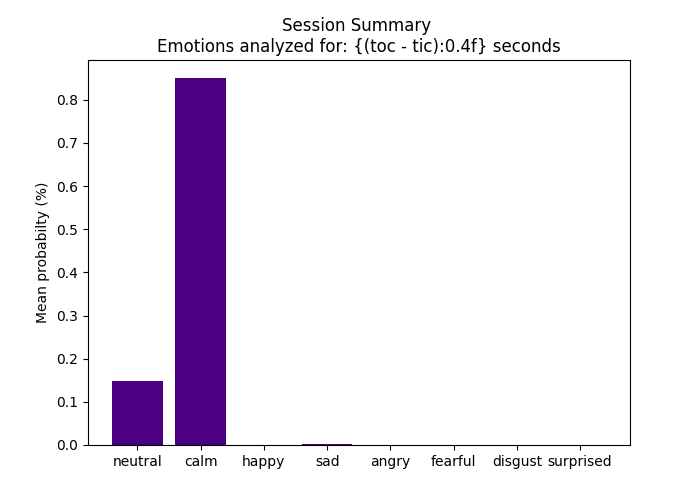 Session Summary
Emotions analyzed for: {(toc - tic):0.4f} seconds
Mean probabilty (%)
0.8
0.7
0.6
0.5
0.4
0.3
0.2
0.1
0.0
neutral calm happy sad angry fearful disgust surprised